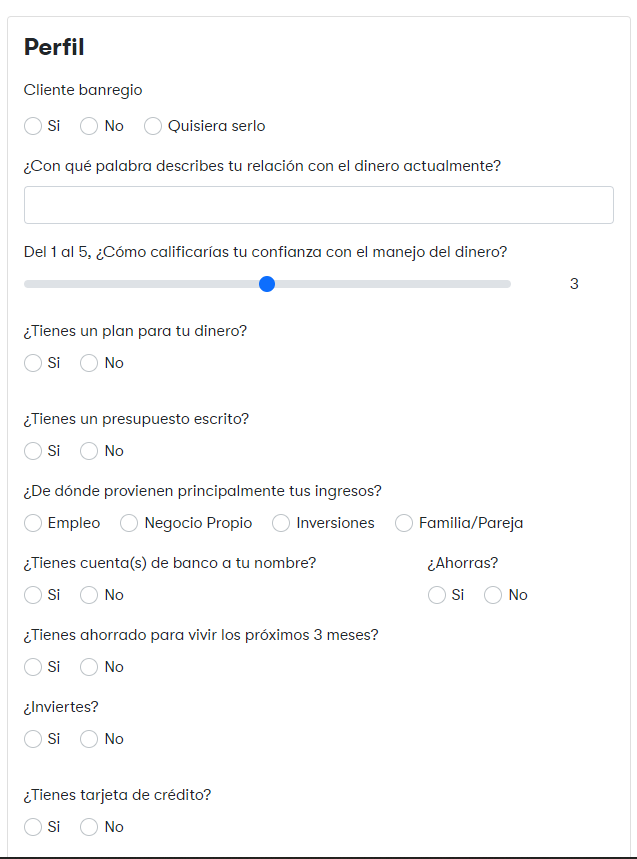 Perfil
Cliente banregio
Si No Quisiera serlo
¿Con qué palabra describes tu relación con el dinero actualmente?
Del 1 al 5, ¿Cómo calificarías tu confianza con el manejo del dinero?
3
¿Tienes un plan para tu dinero?
Si No
¿Tienes un presupuesto escrito?
Si No
¿De dónde provienen principalmente tus ingresos?
Empleo Negocio Propio Inversiones Familia/Pareja
¿Tienes cuenta(s) de banco a tu nombre? ¿Ahorras?
Si No Si No
¿Tienes ahorrado para vivir los próximos 3 meses?
Si No
¿Inviertes?
Si No
¿Tienes tarjeta de crédito?
Si No